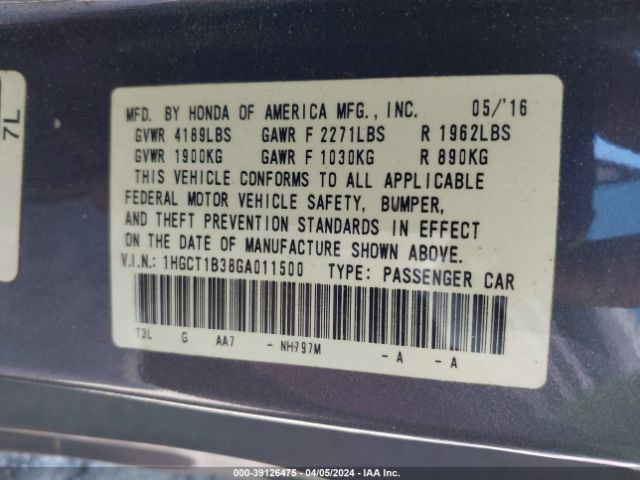 7L
MFD. BY HONDA OF AMERICA MFG., INC. 05/'16
GVWR 4189LBS GAWR F 2271LBS R 1962LBS
GVWR 1900KG GAWR F 1030KG R 890KG
THIS VEHICLE CONFORMS TO ALL APPLICABLE
FEDERAL MOTOR VEHICLE SAFETY, BUMPER,
AND THEFT PREVENTION STANDARDS IN EFFECT
ON THE DATE OF MANUFACTURE SHOWN ABOVE.
V.I.N.: 1HGCT1B38GA011500 TYPE: PASSENGER CAR
T3L G AA7 - NH797M - A - A
000-39126475 - 04/05/2024 - IAA Inc.